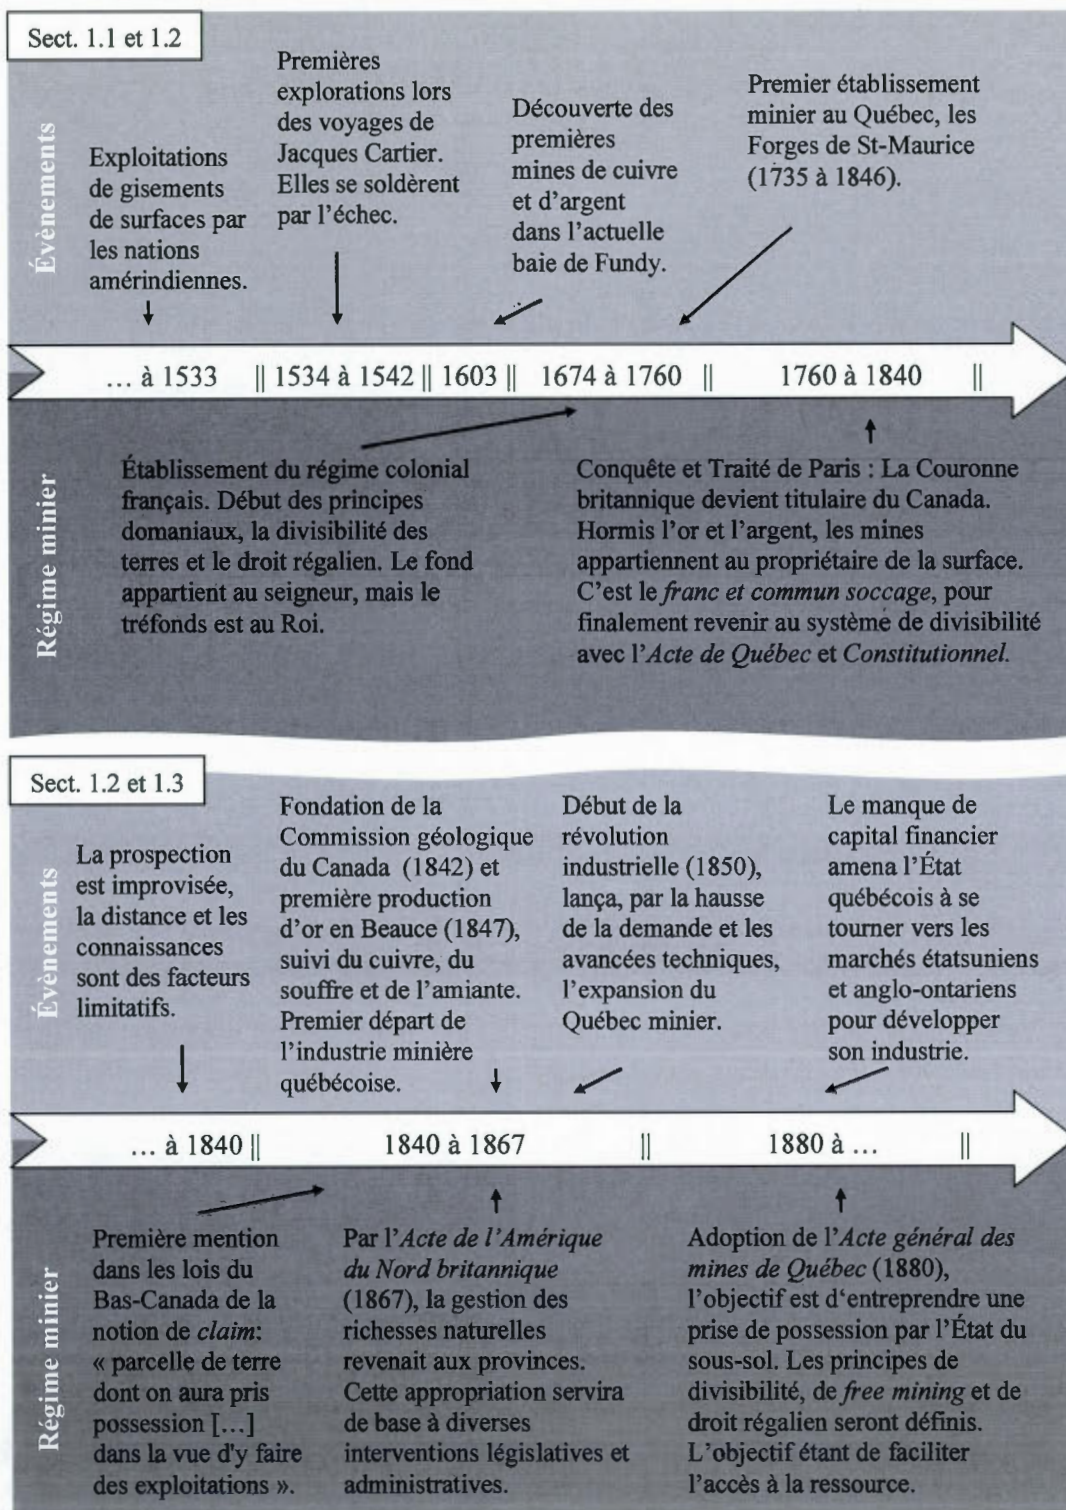 Sect. 1.1 et 1.2
Évènements
Exploitations
de gisements
de surfaces par
les nations
amérindiennes.
Premières
explorations lors
des voyages de
Jacques Cartier.
Elles se soldèrent
par l'échec.
Découverte des
premières
mines de cuivre
et d'argent
dans l'actuelle
baie de Fundy.
Premier établissement
minier au Québec, les
Forges de St-Maurice
(1735 à 1846).
... à 1533 || 1534 à 1542 || 1603 || 1674 à 1760 || 1760 à 1840 ||
Régime minier
Établissement du régime colonial
français. Début des principes
domaniaux, la divisibilité des
terres et le droit régalien. Le fond
appartient au seigneur, mais le
tréfonds est au Roi.
Conquête et Traité de Paris : La Couronne
britannique devient titulaire du Canada.
Hormis l'or et l'argent, les mines
appartiennent au propriétaire de la surface.
C'est le franc et commun soccage, pour
finalement revenir au système de divisibilité
avec l'Acte de Québec et Constitutionnel.
Sect. 1.2 et 1.3
Évènements
La prospection
est improvisée,
la distance et les
connaissances
sont des facteurs
limitatifs.
Fondation de la
Commission géologique
du Canada (1842) et
première production
d'or en Beauce (1847),
suivi du cuivre, du
souffre et de l'amiante.
Premier départ de
l'industrie minière
québécoise.
Début de la
révolution
industrielle (1850),
lança, par la hausse
de la demande et les
avancées techniques,
l'expansion du
Québec minier.
Le manque de
capital financier
amena l'État
québécois à se
tourner vers les
marchés étatsuniens
et anglo-ontariens
pour développer
son industrie.
... à 1840 || 1840 à 1867 || 1880 à ... ||
Régime minier
Première mention
dans les lois du
Bas-Canada de la
notion de claim:
« parcelle de terre
dont on aura pris
possession [...]
dans la vue d'y faire
des exploitations ».
Par l'Acte de l'Amérique
du Nord britannique
(1867), la gestion des
richesses naturelles
revenait aux provinces.
Cette appropriation servira
de base à diverses
interventions législatives et
administratives.
Adoption de l'Acte général des
mines de Québec (1880),
l'objectif est d'entreprendre une
prise de possession par l'État du
sous-sol. Les principes de
divisibilité, de free mining et de
droit régalien seront définis.
L'objectif étant de faciliter
l'accès à la ressource.